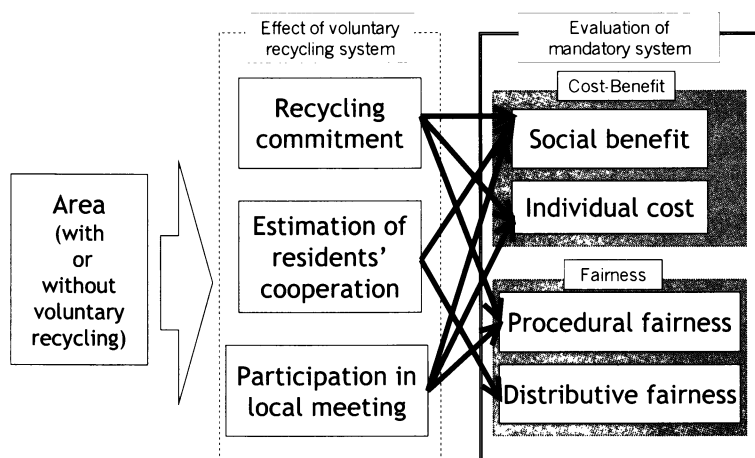 Effect of voluntary
recycling system
Evaluation of
mandatory system
Cost-Benefit
Recycling
commitment
Social benefit
Area
(with
or
without
voluntary
recycling)
Individual cost
Estimation of
residents’
cooperation
Fairness
Procedural fairness
Participation in
local meeting
Distributive fairness